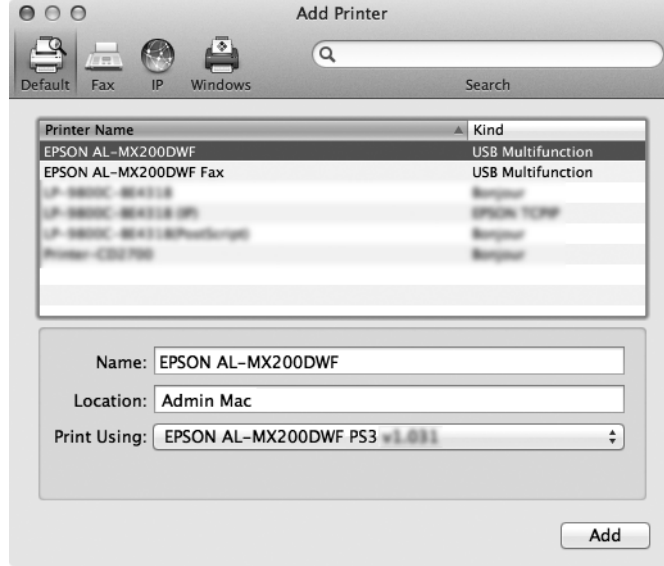 Add Printer
Default Fax IP Windows Search
Printer Name Kind
EPSON AL-MX200DWF USB Multifunction
EPSON AL-MX200DWF Fax USB Multifunction
Name: EPSON AL-MX200DWF
Location: Admin Mac
Print Using: EPSON AL-MX200DWF PS3
Add